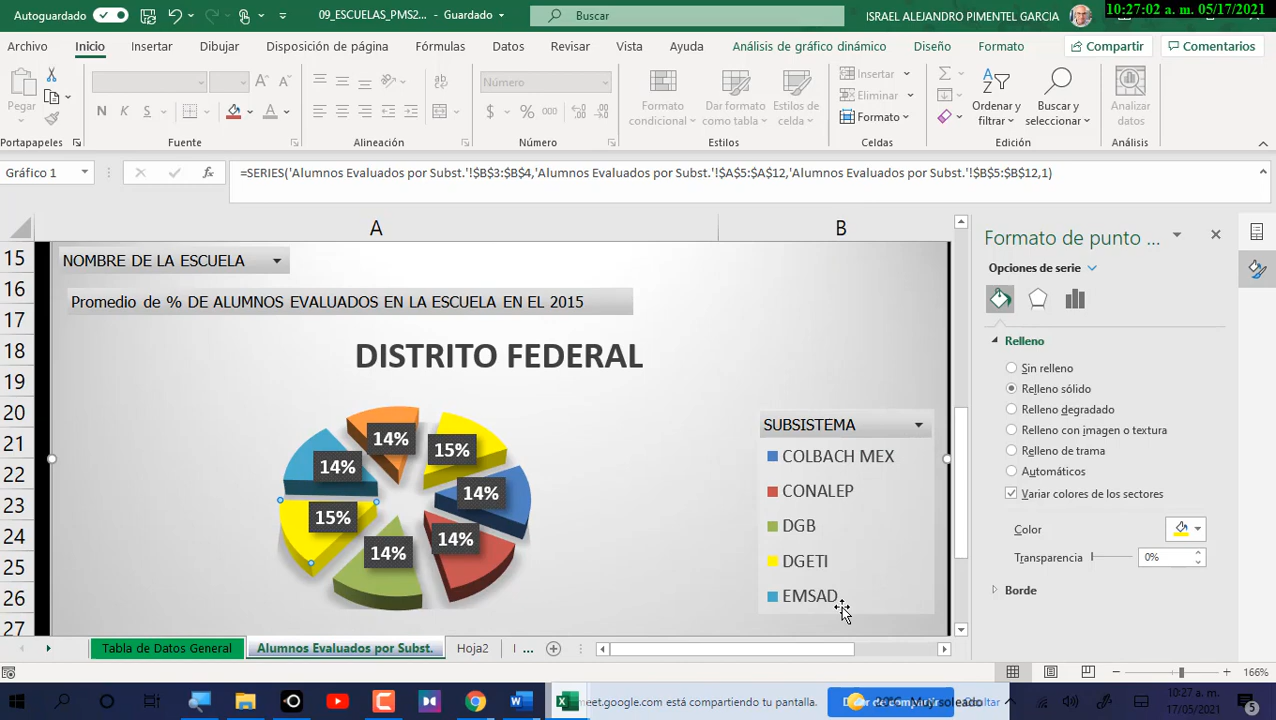 Autoguardado 09_ESCUELAS_PMS2... - Guardado Buscar ISRAEL ALEJANDRO PIMENTEL GARCIA 10:27:02 a. m. 05/17/2021
Archivo Inicio Insertar Dibujar Disposición de página Fórmulas Datos Revisar Vista Ayuda Análisis de gráfico dinámico Diseño Formato Compartir Comentarios
Pegar
N K S
Número
$ % 000
Formato condicional
Dar formato como tabla
Estilos de celda
Insertar
Eliminar
Formato
Ordenar y filtrar
Buscar y seleccionar
Analizar datos
Portapapeles Fuente Alineación Número Estilos Celdas Edición Análisis
Gráfico 1 fx =SERIES('Alumnos Evaluados por Subst.'!$B$3:$B$4,'Alumnos Evaluados por Subst.'!$A$5:$A$12,'Alumnos Evaluados por Subst.'!$B$5:$B$12,1)
A B
15
16
17
18
19
20
21
22
23
24
25
26
27
NOMBRE DE LA ESCUELA
Promedio de % DE ALUMNOS EVALUADOS EN LA ESCUELA EN EL 2015
DISTRITO FEDERAL
14%
15%
14%
14%
15%
14%
14%
SUBSISTEMA
COLBACH MEX
CONALEP
DGB
DGETI
EMSAD
Formato de punto ...
Opciones de serie
Relleno
Sin relleno
Relleno sólido
Relleno degradado
Relleno con imagen o textura
Relleno de trama
Automáticos
Variar colores de los sectores
Color
Transparencia 0%
Borde
Tabla de Datos General Alumnos Evaluados por Subst. Hoja2 ...
166%
meet.google.com está compartiendo tu pantalla.
soleado
10:27 a. m.
17/05/2021
5